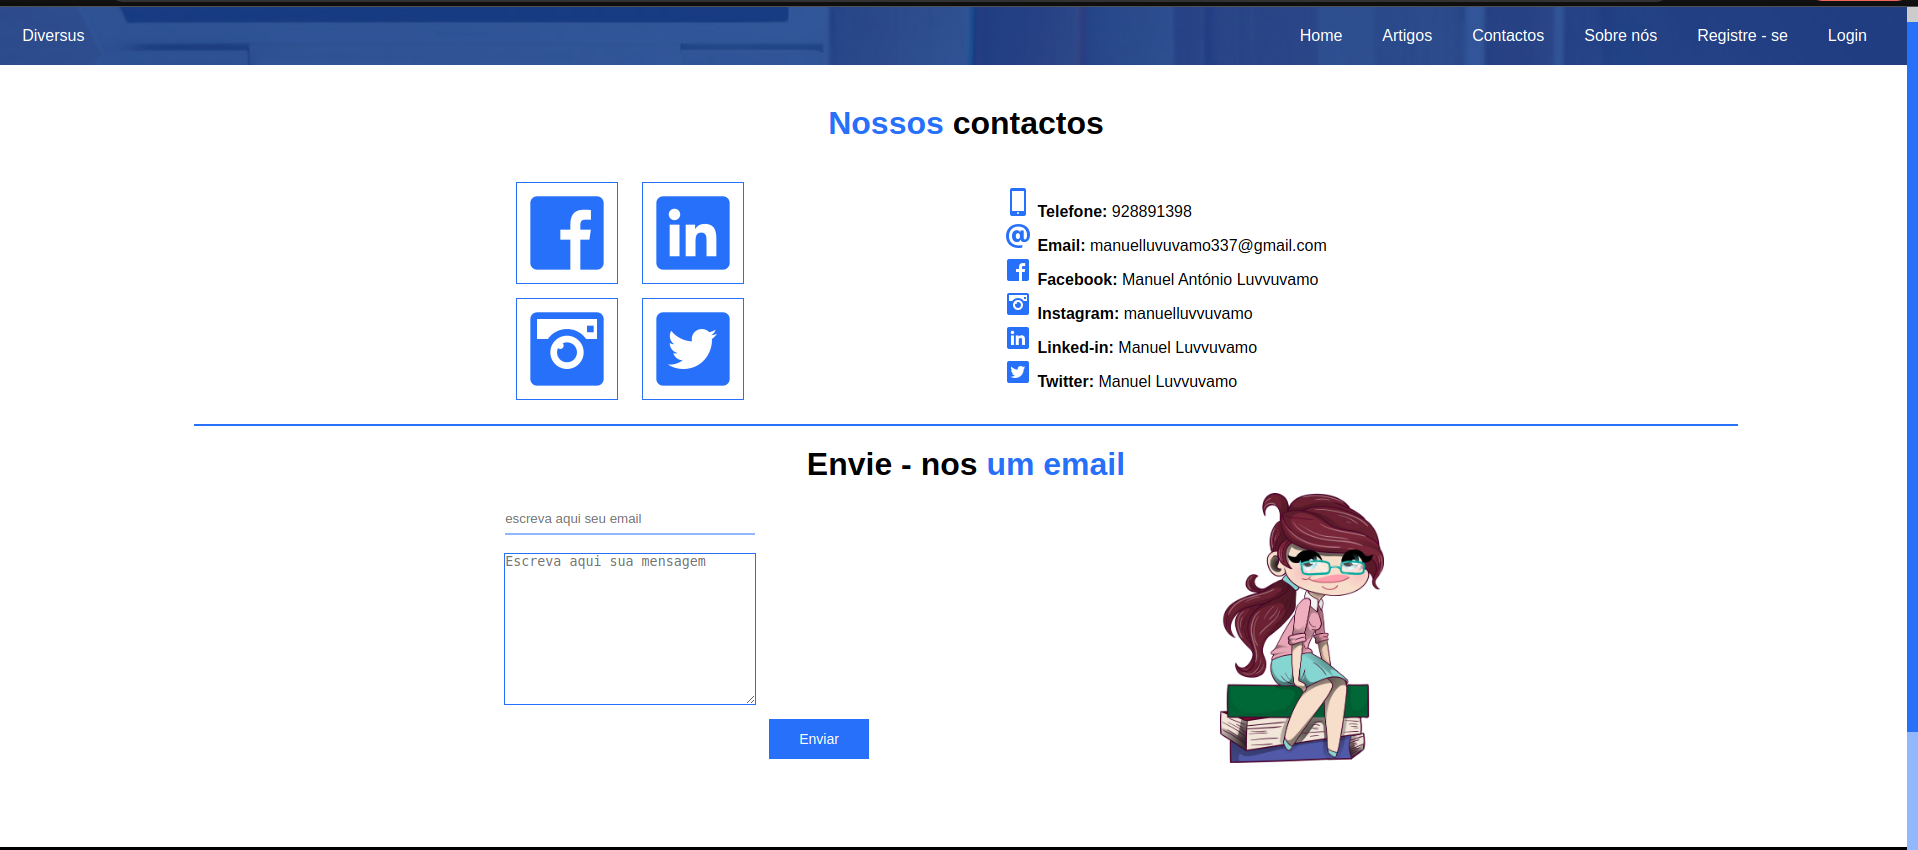 Diversus
Home Artigos Contactos Sobre nós Registre - se Login
Nossos contactos
Telefone: 928891398
Email: manuelluvuvamo337@gmail.com
Facebook: Manuel António Luvvuvamo
Instagram: manuelluvvuvamo
Linked-in: Manuel Luvvuvamo
Twitter: Manuel Luvvuvamo
Envie - nos um email
escreva aqui seu email
Escreva aqui sua mensagem
Enviar